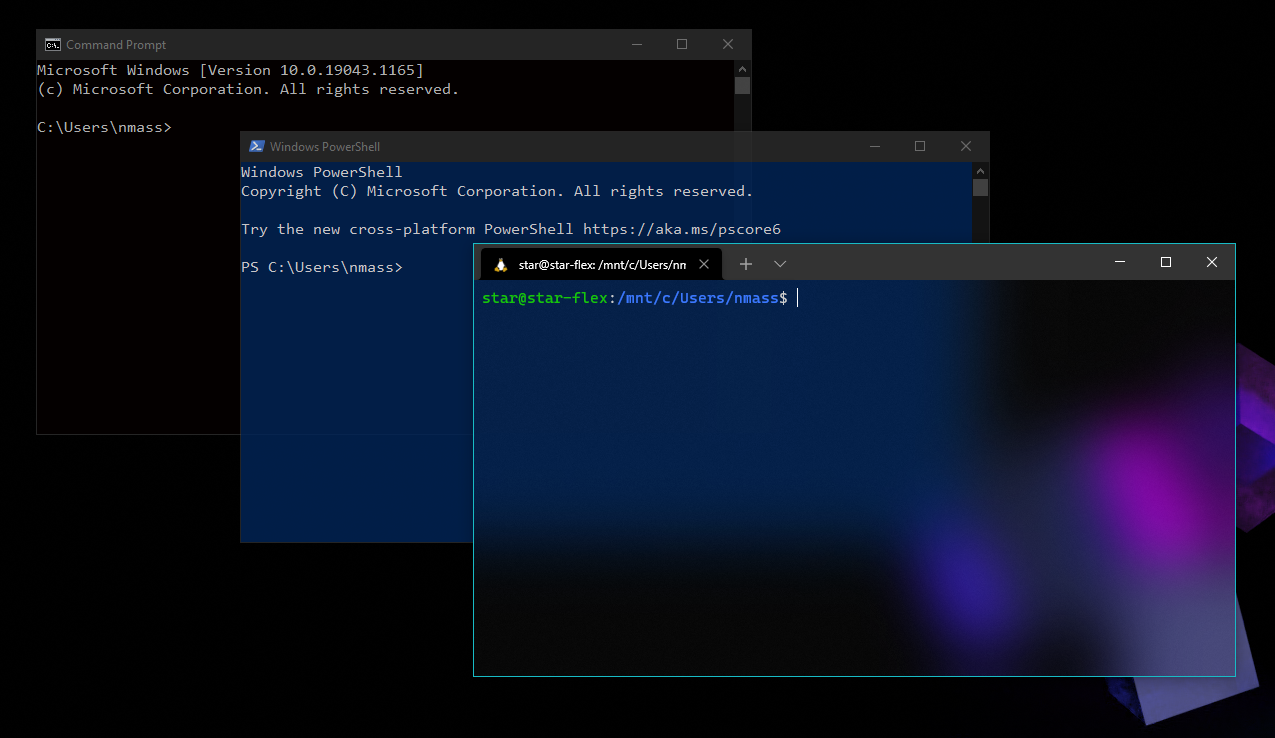 Command Prompt
Microsoft Windows [Version 10.0.19043.1165]
(c) Microsoft Corporation. All rights reserved.
C:\Users\nmass>
Windows PowerShell
Windows PowerShell
Copyright (C) Microsoft Corporation. All rights reserved.
Try the new cross-platform PowerShell https://aka.ms/pscore6
PS C:\Users\nmass>
star@star-flex: /mnt/c/Users/nm
star@star-flex:/mnt/c/Users/nmass$